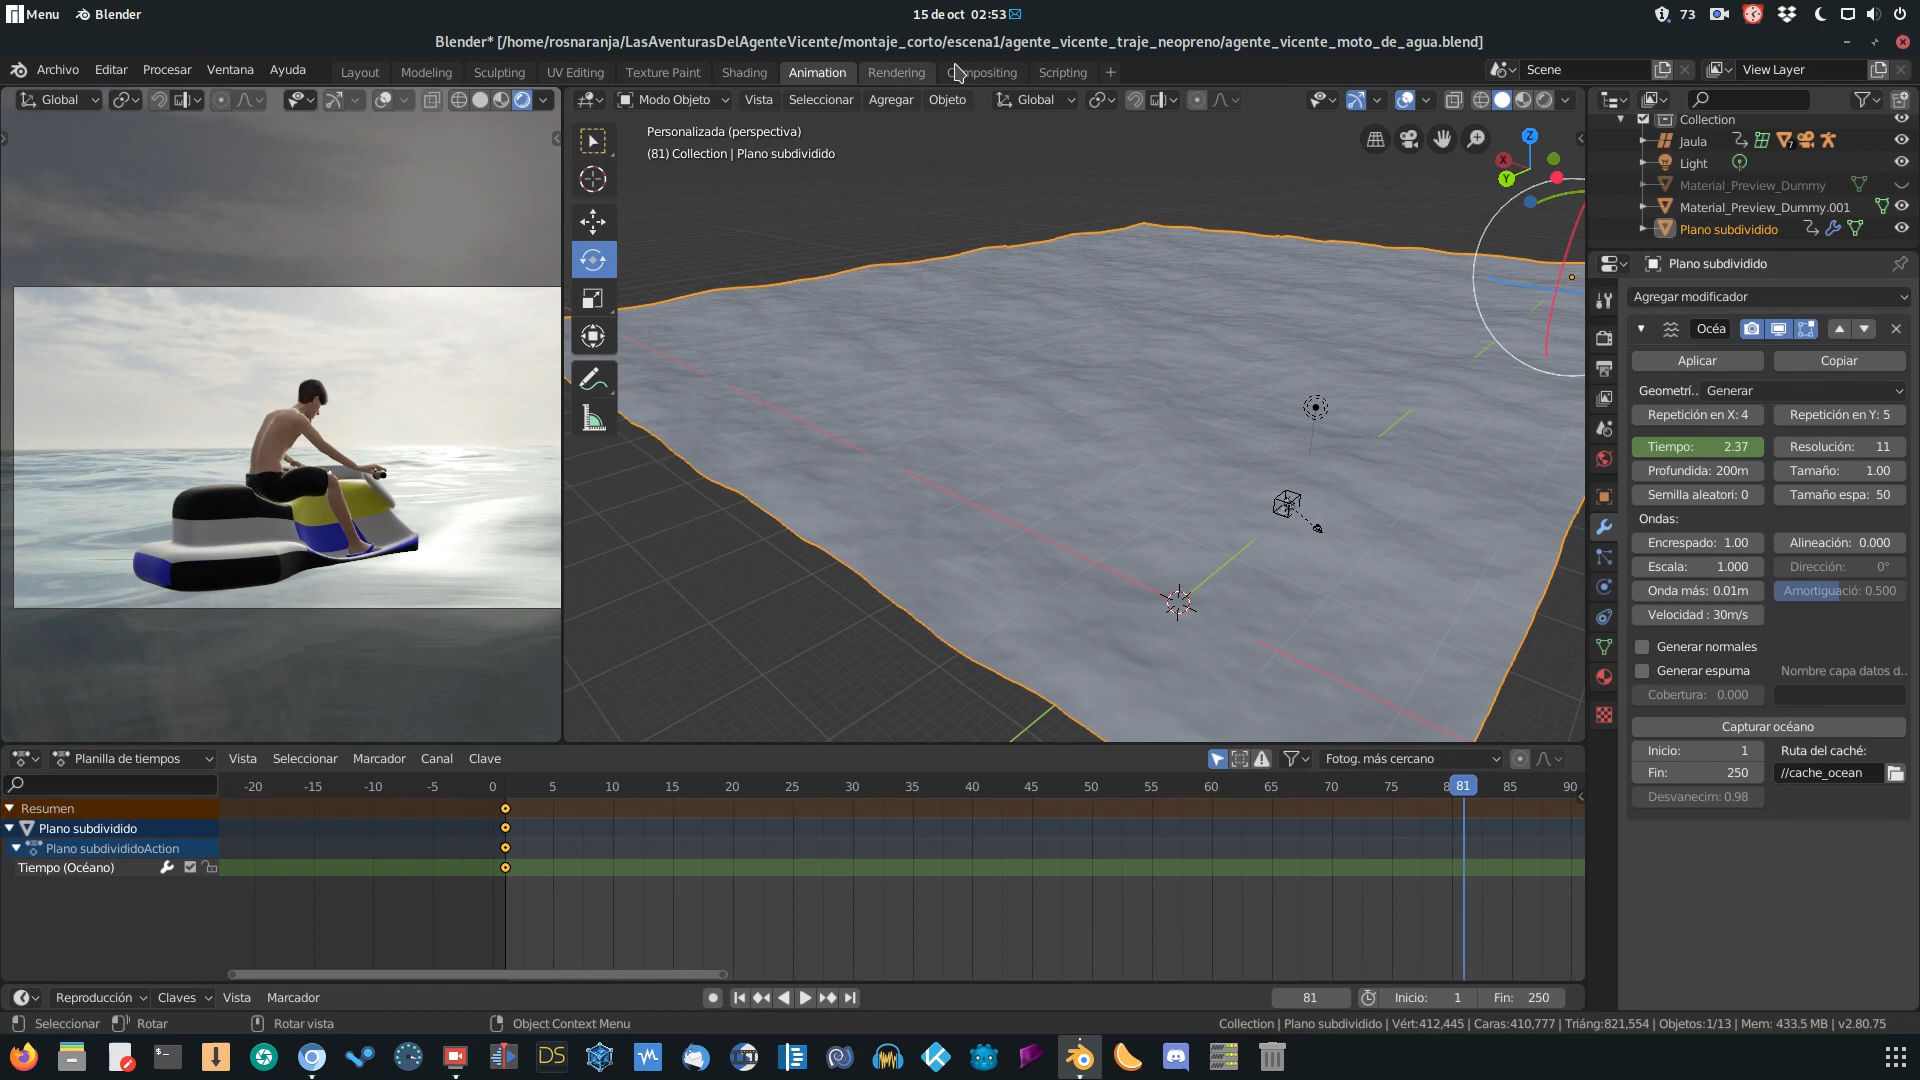 Menu Blender 15 de oct 02:53 73
Blender* [/home/rosnaranja/LasAventurasDelAgenteVicente/montaje_corto/escena1/agente_vicente_traje_neopreno/agente_vicente_moto_de_agua.blend]
Archivo Editar Procesar Ventana Ayuda Layout Modeling Sculpting UV Editing Texture Paint Shading Animation Rendering mpositing Scripting + Scene View Layer
Global Modo Objeto Vista Seleccionar Agregar Objeto Global
Personalizada (perspectiva)
(81) Collection | Plano subdividido
Z
X
Y
Collection
Jaula 7
Light
Material_Preview_Dummy
Material_Preview_Dummy.001
Plano subdividido
Plano subdividido
Agregar modificador
Océa
Aplicar Copiar
Geometrí.. Generar
Repetición en X: 4 Repetición en Y: 5
Tiempo: 2.37 Resolución: 11
Profundida: 200m Tamaño: 1.00
Semilla aleatori: 0 Tamaño espa: 50
Ondas:
Encrespado: 1.00 Alineación: 0.000
Escala: 1.000 Dirección: 0°
Onda más: 0.01m Amortiguació: 0.500
Velocidad : 30m/s
Generar normales
Generar espuma Nombre capa datos d..
Cobertura: 0.000
Capturar océano
Inicio: 1 Ruta del caché:
Fin: 250 //cache_ocean
Desvanecim: 0.98
Planilla de tiempos Vista Seleccionar Marcador Canal Clave Fotog. más cercano
-20 -15 -10 -5 0 5 10 15 20 25 30 35 40 45 50 55 60 65 70 75 8 81 85 90
Resumen
Plano subdividido
Plano subdivididoAction
Tiempo (Océano)
Reproducción Claves Vista Marcador 81 Inicio: 1 Fin: 250
Seleccionar Rotar Rotar vista Object Context Menu Collection | Plano subdividido | Vért:412,445 | Caras:410,777 | Triáng:821,554 | Objetos:1/13 | Mem: 433.5 MB | v2.80.75
DS